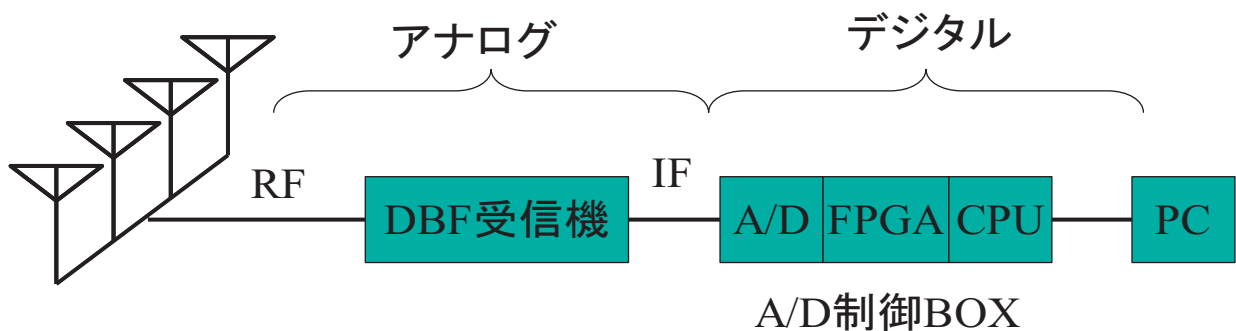 アナログ
デジタル
RF
IF
DBF受信機
A/D
FPGA
CPU
PC
A/D制御BOX